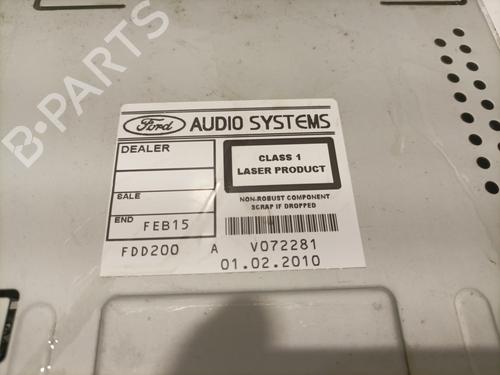 B-PARTS
Ford AUDIO SYSTEMS
DEALER
SALE
END FEB15
CLASS 1
LASER PRODUCT
NON-ROBUST COMPONENT
SCRAP IF DROPPED
FDD200 A V072281
01.02.2010